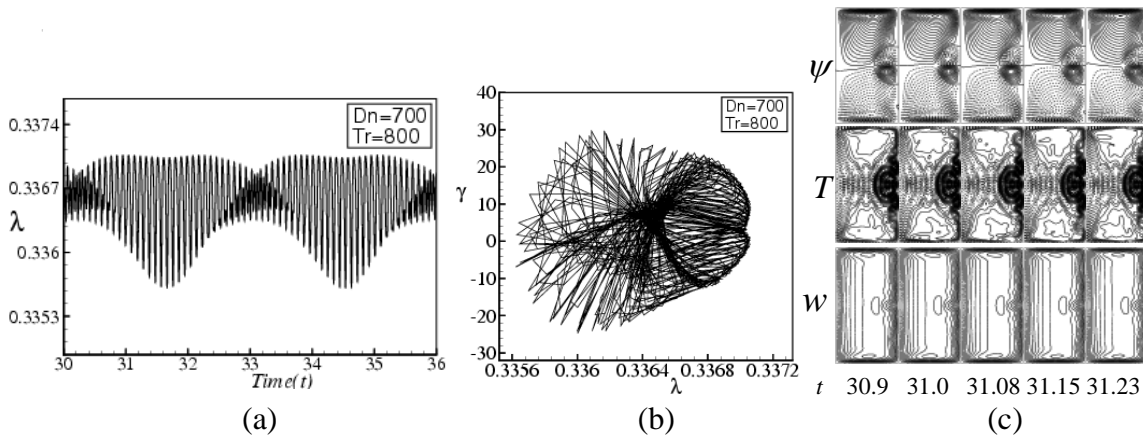 Dn=700
Tr=800
0.3374
0.3367
0.336
0.3353
λ
30 31 32 33 34 35 36
Time(t)
(a)
Dn=700
Tr=800
40
30
20
10
0
-10
-20
-30
γ
0.3356 0.336 0.3364 0.3368 0.3372
λ
(b)
ψ
T
w
t 30.9 31.0 31.08 31.15 31.23
(c)